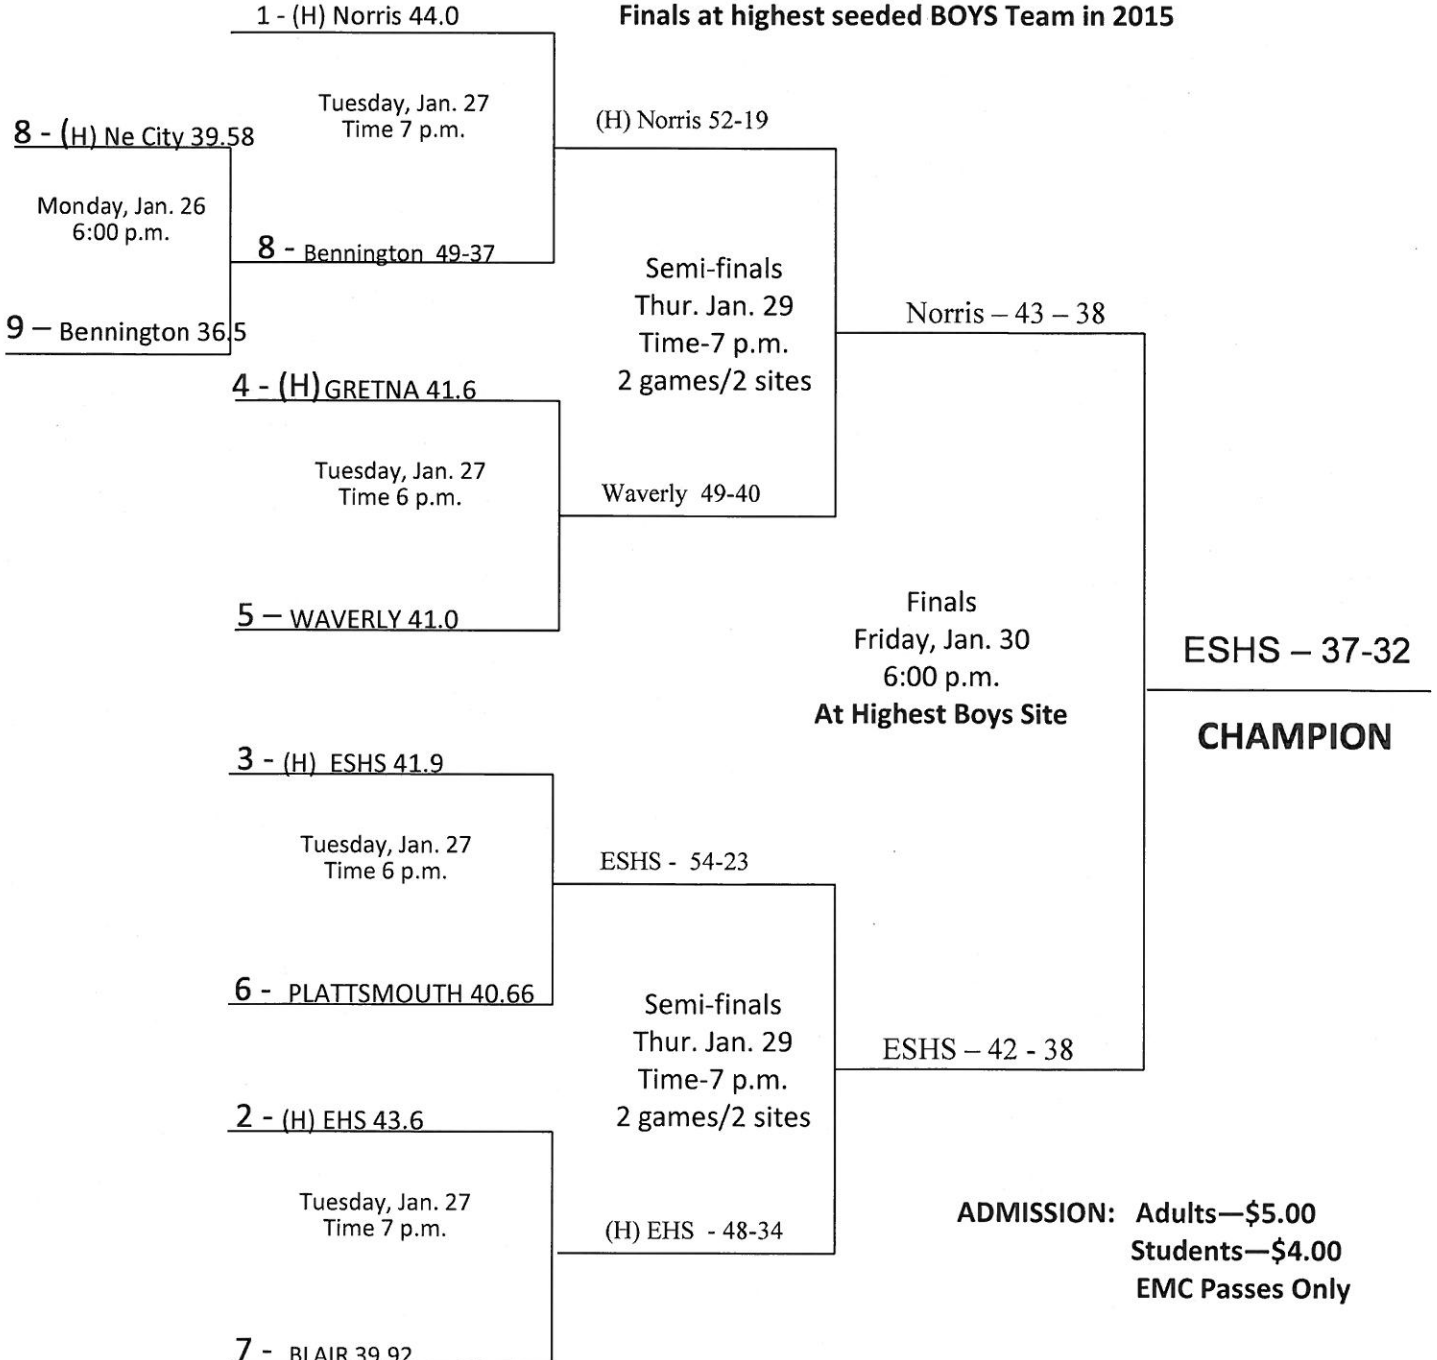 1 - (H) Norris 44.0
Finals at highest seeded BOYS Team in 2015
Tuesday, Jan. 27
Time 7 p.m.
(H) Norris 52-19
8 - (H) Ne City 39.58
Monday, Jan. 26
6:00 p.m.
8 - Bennington 49-37
9 – Bennington 36.5
Semi-finals
Thur. Jan. 29
Time-7 p.m.
2 games/2 sites
Norris – 43 – 38
4 - (H) GRETNA 41.6
Tuesday, Jan. 27
Time 6 p.m.
Waverly 49-40
5 – WAVERLY 41.0
Finals
Friday, Jan. 30
6:00 p.m.
At Highest Boys Site
ESHS – 37-32
CHAMPION
3 - (H) ESHS 41.9
Tuesday, Jan. 27
Time 6 p.m.
ESHS - 54-23
6 - PLATTSMOUTH 40.66
Semi-finals
Thur. Jan. 29
Time-7 p.m.
2 games/2 sites
ESHS – 42 - 38
2 - (H) EHS 43.6
Tuesday, Jan. 27
Time 7 p.m.
(H) EHS - 48-34
7 - BLAIR 39.92
ADMISSION: Adults—$5.00
Students—$4.00
EMC Passes Only